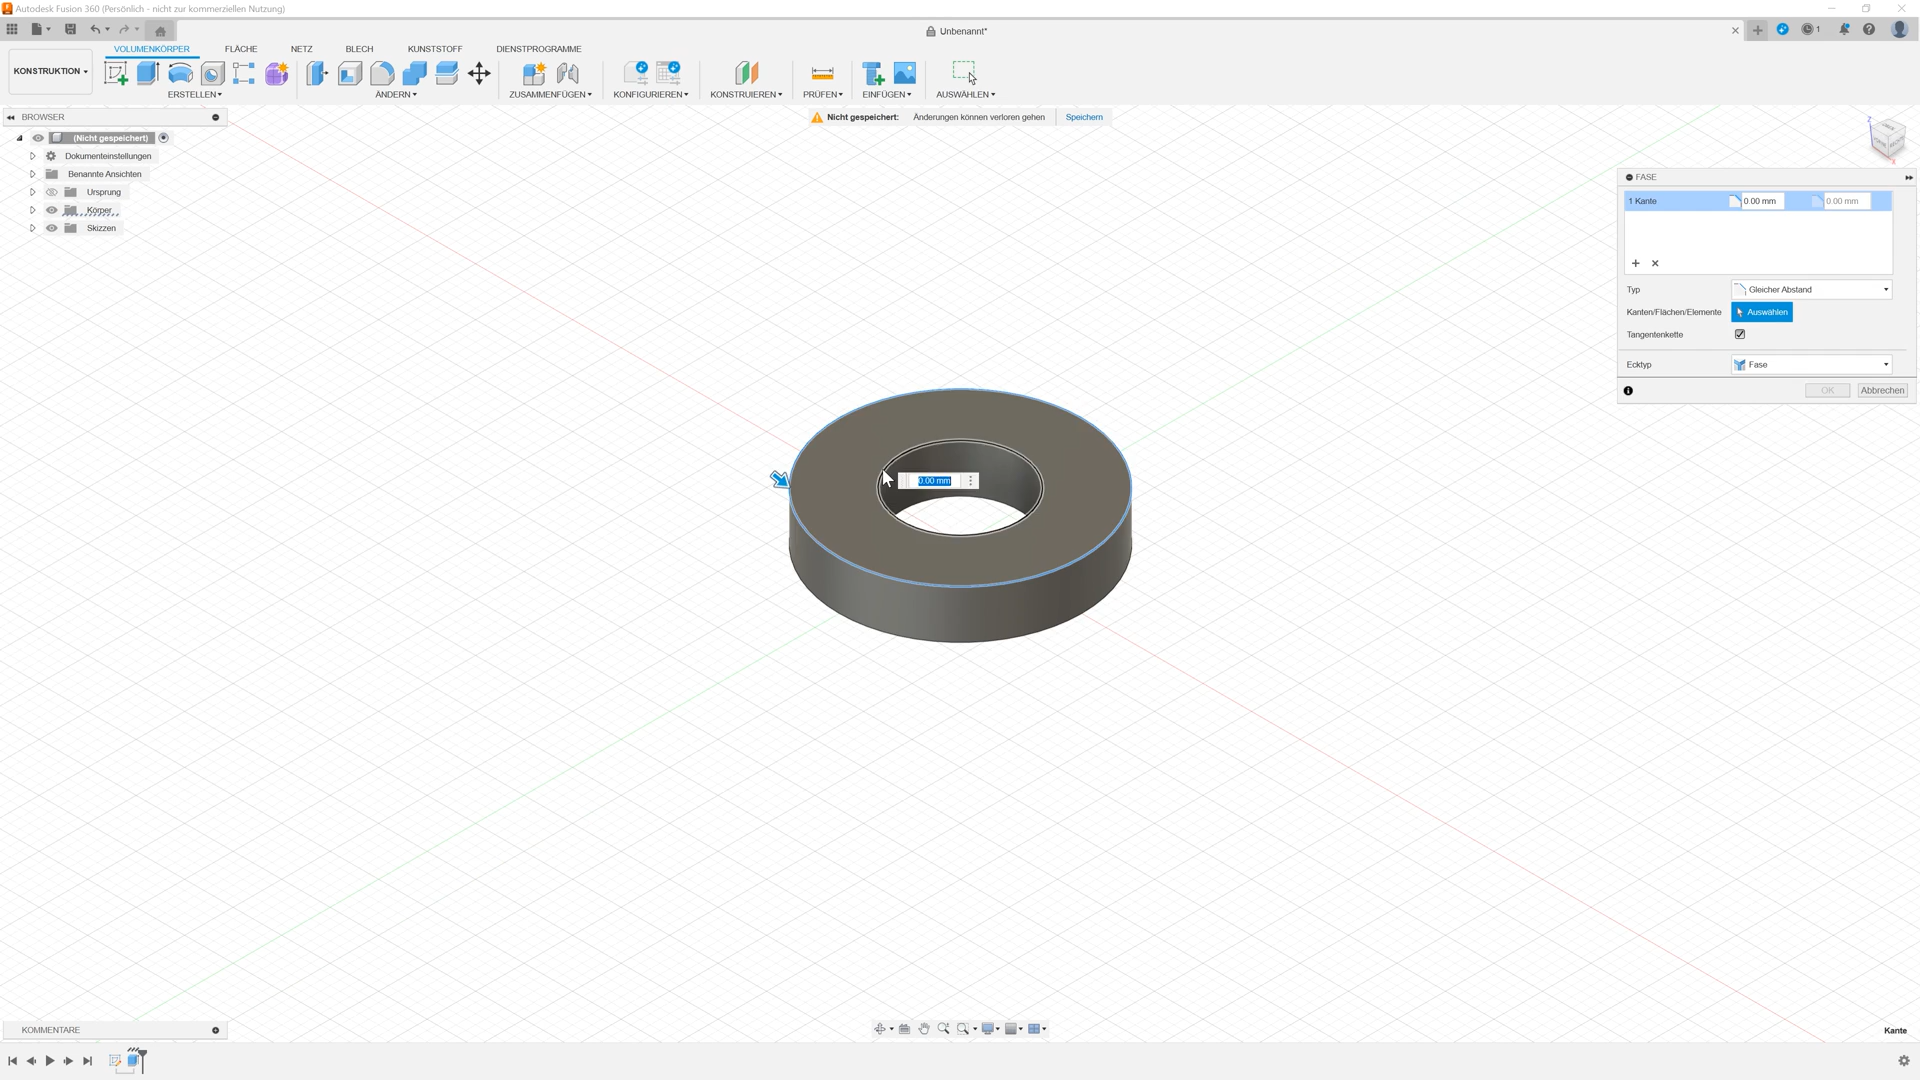 Autodesk Fusion 360 (Persönlich - nicht zur kommerziellen Nutzung)
Unbenannt*
1
VOLUMENKÖRPER FLÄCHE NETZ BLECH KUNSTSTOFF DIENSTPROGRAMME
KONSTRUKTION
ERSTELLEN ÄNDERN ZUSAMMENFÜGEN KONFIGURIEREN KONSTRUIEREN PRÜFEN EINFÜGEN AUSWÄHLEN
BROWSER
Nicht gespeichert: Änderungen können verloren gehen Speichern
(Nicht gespeichert)
Dokumenteinstellungen
Benannte Ansichten
Ursprung
Körper
Skizzen
Z
X
FASE
1 Kante 0.00 mm 0.00 mm
Typ Gleicher Abstand
Kanten/Flächen/Elemente Auswählen
Tangentenkette
Ecktyp Fase
OK Abbrechen
0.00 mm
KOMMENTARE
Kante